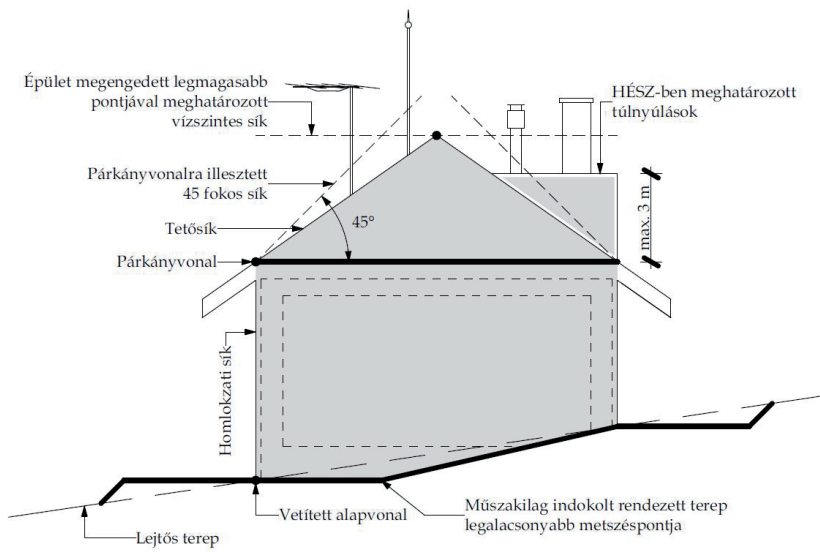 Épület megengedett legmagasabb
pontjával meghatározott
vízszintes sík
HÉSZ-ben meghatározott
túlnyúlások
Párkányvonalra illesztett
45 fokos sík
45°
max. 3 m
Tetősík
Párkányvonal
Homlokzati sík
Vetített alapvonal
Műszakilag indokolt rendezett terep
legalacsonyabb metszéspontja
Lejtős terep